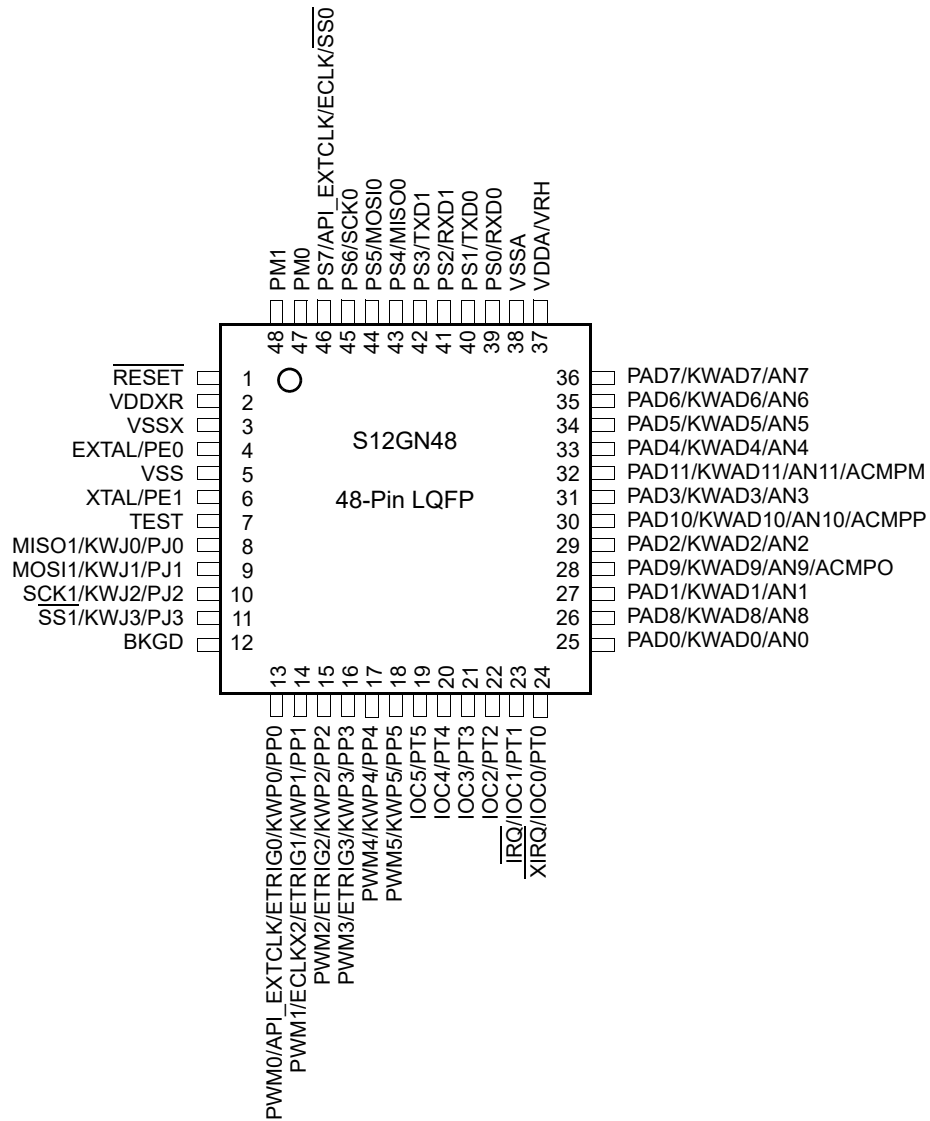 PM1
PM0
PS7/API_EXTCLK/ECLK/SS0
PS6/SCK0
PS5/MOSI0
PS4/MISO0
PS3/TXD1
PS2/RXD1
PS1/TXD0
PS0/RXD0
VSSA
VDDA/VRH
48
47
46
45
44
43
42
41
40
39
38
37
RESET 1
VDDXR 2
VSSX 3
EXTAL/PE0 4
VSS 5
XTAL/PE1 6
TEST 7
MISO1/KWJ0/PJ0 8
MOSI1/KWJ1/PJ1 9
SCK1/KWJ2/PJ2 10
SS1/KWJ3/PJ3 11
BKGD 12
S12GN48
48-Pin LQFP
36 PAD7/KWAD7/AN7
35 PAD6/KWAD6/AN6
34 PAD5/KWAD5/AN5
33 PAD4/KWAD4/AN4
32 PAD11/KWAD11/AN11/ACMPM
31 PAD3/KWAD3/AN3
30 PAD10/KWAD10/AN10/ACMPP
29 PAD2/KWAD2/AN2
28 PAD9/KWAD9/AN9/ACMPO
27 PAD1/KWAD1/AN1
26 PAD8/KWAD8/AN8
25 PAD0/KWAD0/AN0
13
14
15
16
17
18
19
20
21
22
23
24
PWM0/API_EXTCLK/ETRIG0/KWP0/PP0
PWM1/ECLKX2/ETRIG1/KWP1/PP1
PWM2/ETRIG2/KWP2/PP2
PWM3/ETRIG3/KWP3/PP3
PWM4/KWP4/PP4
PWM5/KWP5/PP5
IOC5/PT5
IOC4/PT4
IOC3/PT3
IOC2/PT2
IRQ/IOC1/PT1
XIRQ/IOC0/PT0